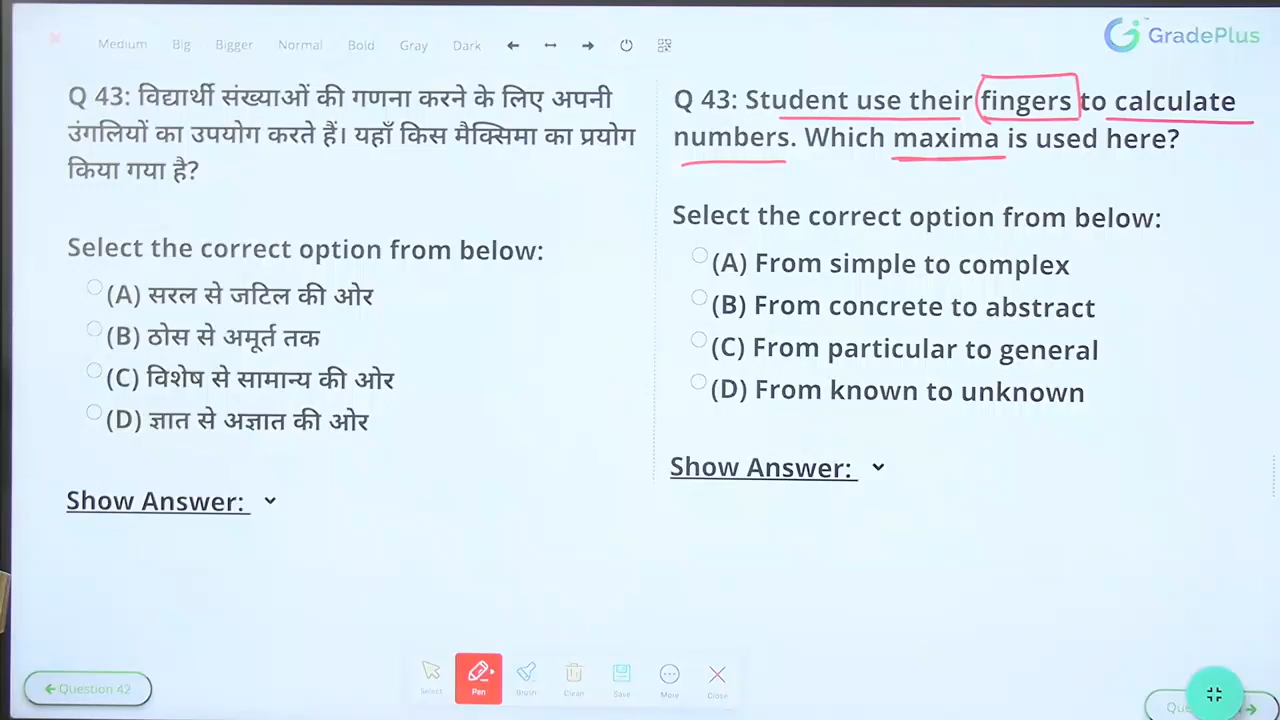 Medium Big Bigger Normal Bold Gray Dark
GradePlus
Q 43: विद्यार्थी संख्याओं की गणना करने के लिए अपनी
उंगलियों का उपयोग करते हैं। यहाँ किस मैक्सिमा का प्रयोग
किया गया है?
Select the correct option from below:
(A) सरल से जटिल की ओर
(B) ठोस से अमूर्त तक
(C) विशेष से सामान्य की ओर
(D) ज्ञात से अज्ञात की ओर
Show Answer:
Q 43: Student use their fingers to calculate
numbers. Which maxima is used here?
Select the correct option from below:
(A) From simple to complex
(B) From concrete to abstract
(C) From particular to general
(D) From known to unknown
Show Answer:
Question 42
Select Pen Brush Clean Save More Close